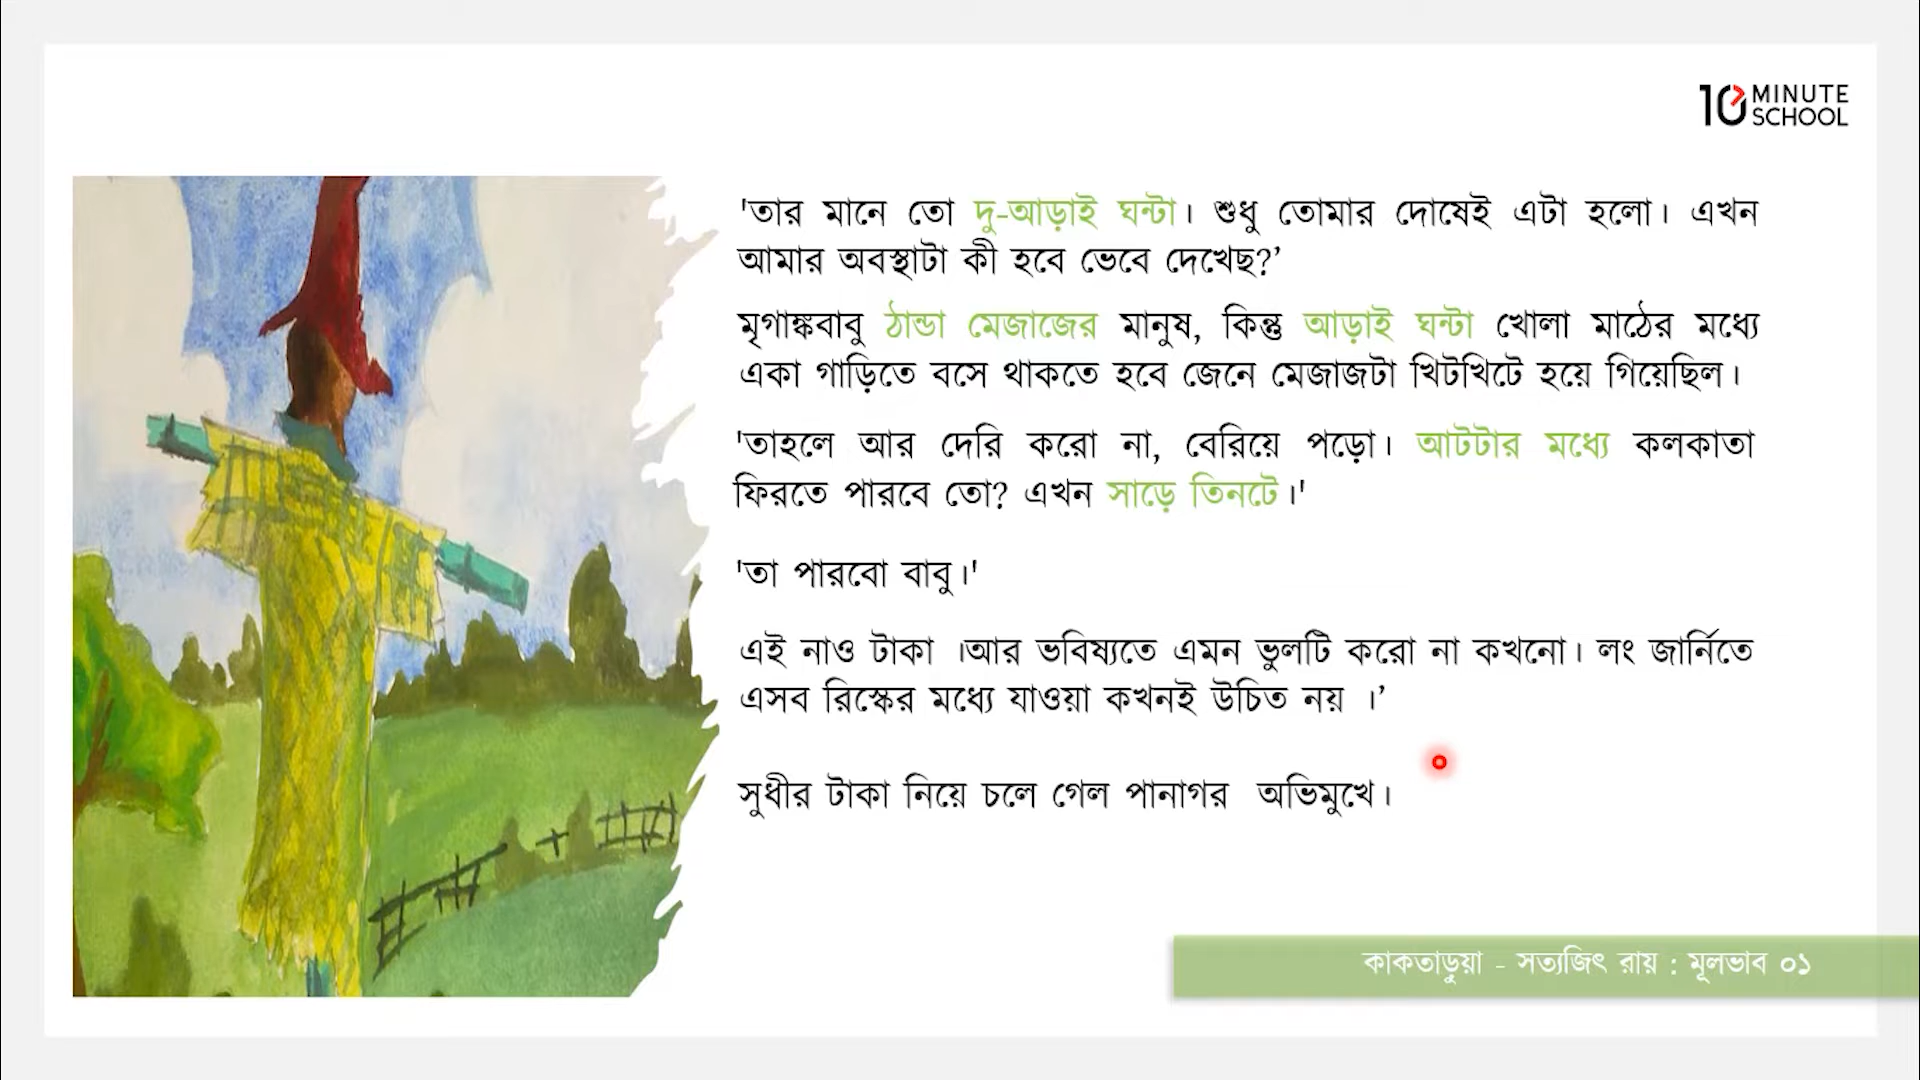 10 MINUTE
SCHOOL
'তার মানে তো দু-আড়াই ঘন্টা। শুধু তোমার দোষেই এটা হলো। এখন
আমার অবস্থাটা কী হবে ভেবে দেখেছ?’
মৃগাঙ্কবাবু ঠান্ডা মেজাজের মানুষ, কিন্তু আড়াই ঘন্টা খোলা মাঠের মধ্যে
একা গাড়িতে বসে থাকতে হবে জেনে মেজাজটা খিটখিটে হয়ে গিয়েছিল।
'তাহলে আর দেরি করো না, বেরিয়ে পড়ো। আটটার মধ্যে কলকাতা
ফিরতে পারবে তো? এখন সাড়ে তিনটে।'
'তা পারবো বাবু।'
এই নাও টাকা ।আর ভবিষ্যতে এমন ভুলটি করো না কখনো। লং জার্নিতে
এসব রিস্কের মধ্যে যাওয়া কখনই উচিত নয় ।’
সুধীর টাকা নিয়ে চলে গেল পানাগর অভিমুখে।
কাকতাড়ুয়া - সত্যজিৎ রায় : মূলভাব ০১